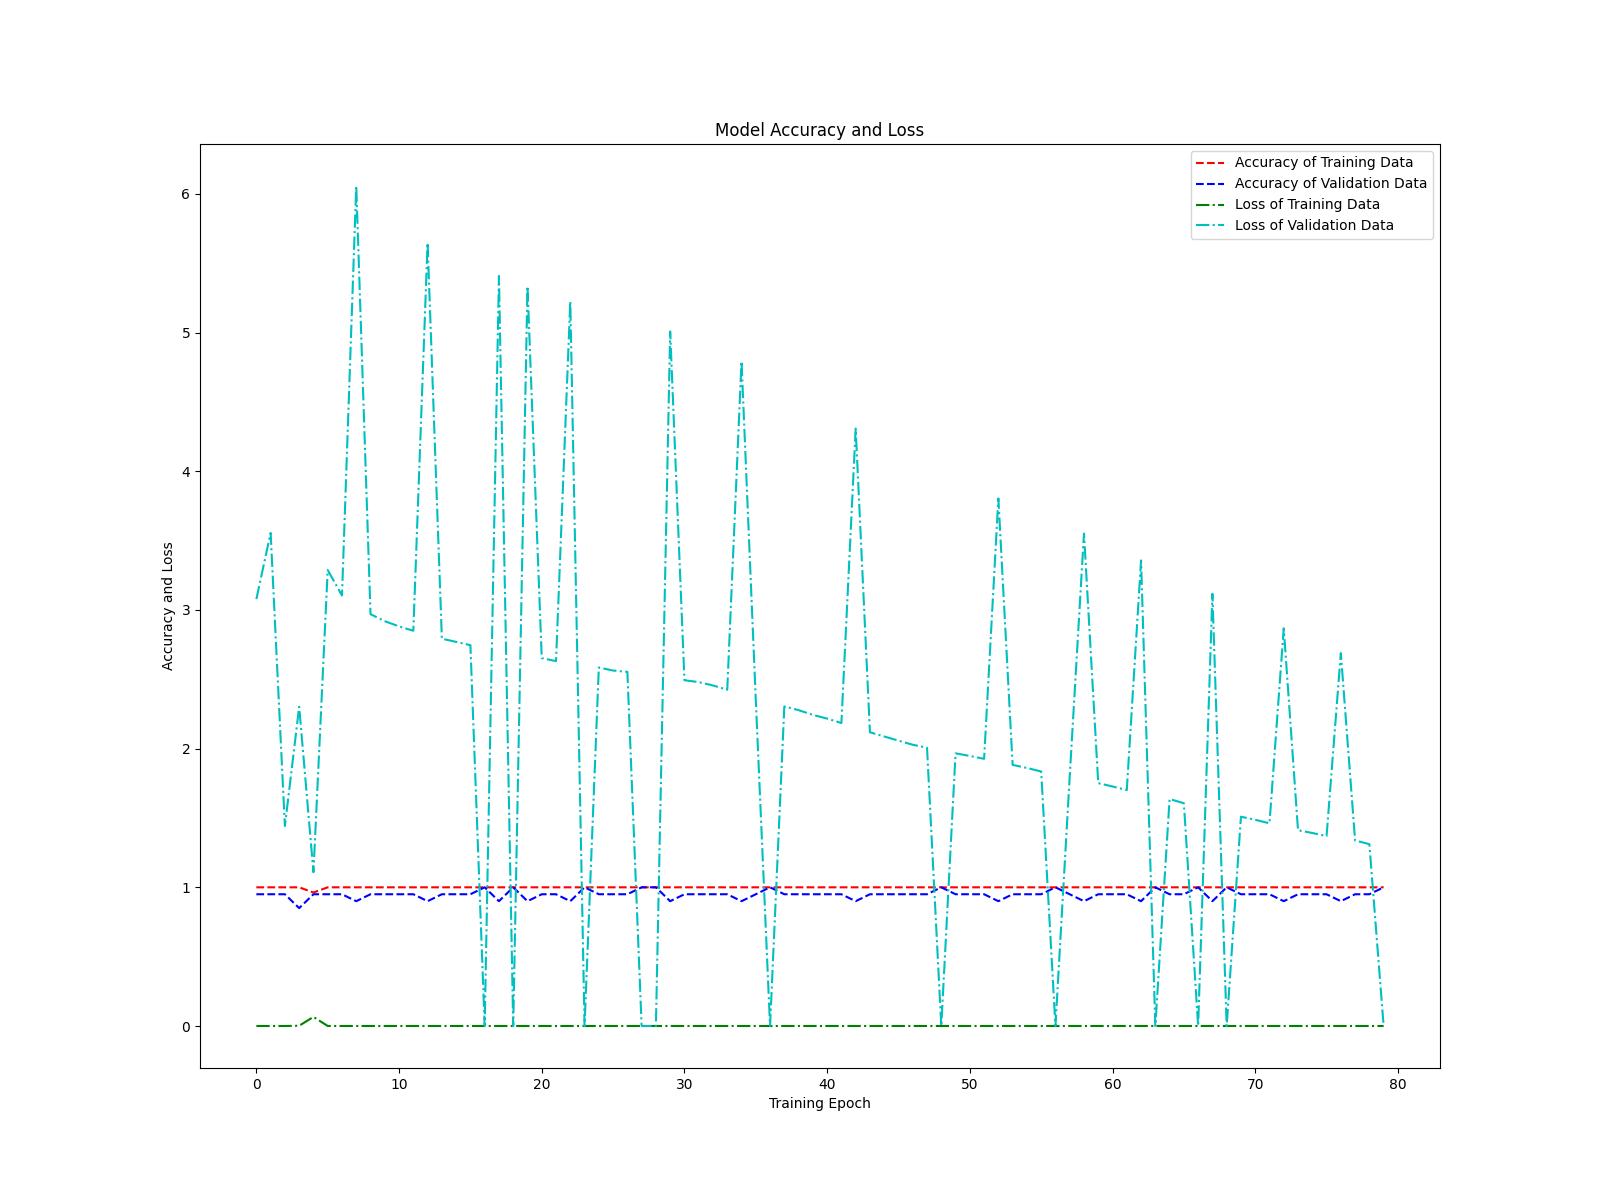 Model Accuracy and Loss
Accuracy of Training Data
Accuracy of Validation Data
Loss of Training Data
Loss of Validation Data
6
5
4
3
2
1
0
Accuracy and Loss
0 10 20 30 40 50 60 70 80
Training Epoch